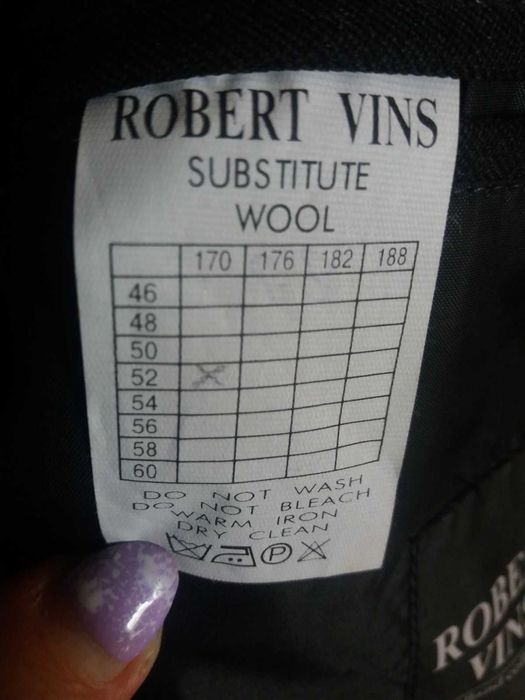 ROBERT VINS
SUBSTITUTE
WOOL
170 176 182 188
46
48
50
52 X
54
56
58
60
DO NOT WASH
DO NOT BLEACH
WARM IRON
DRY CLEAN
P
ROBE
VIN